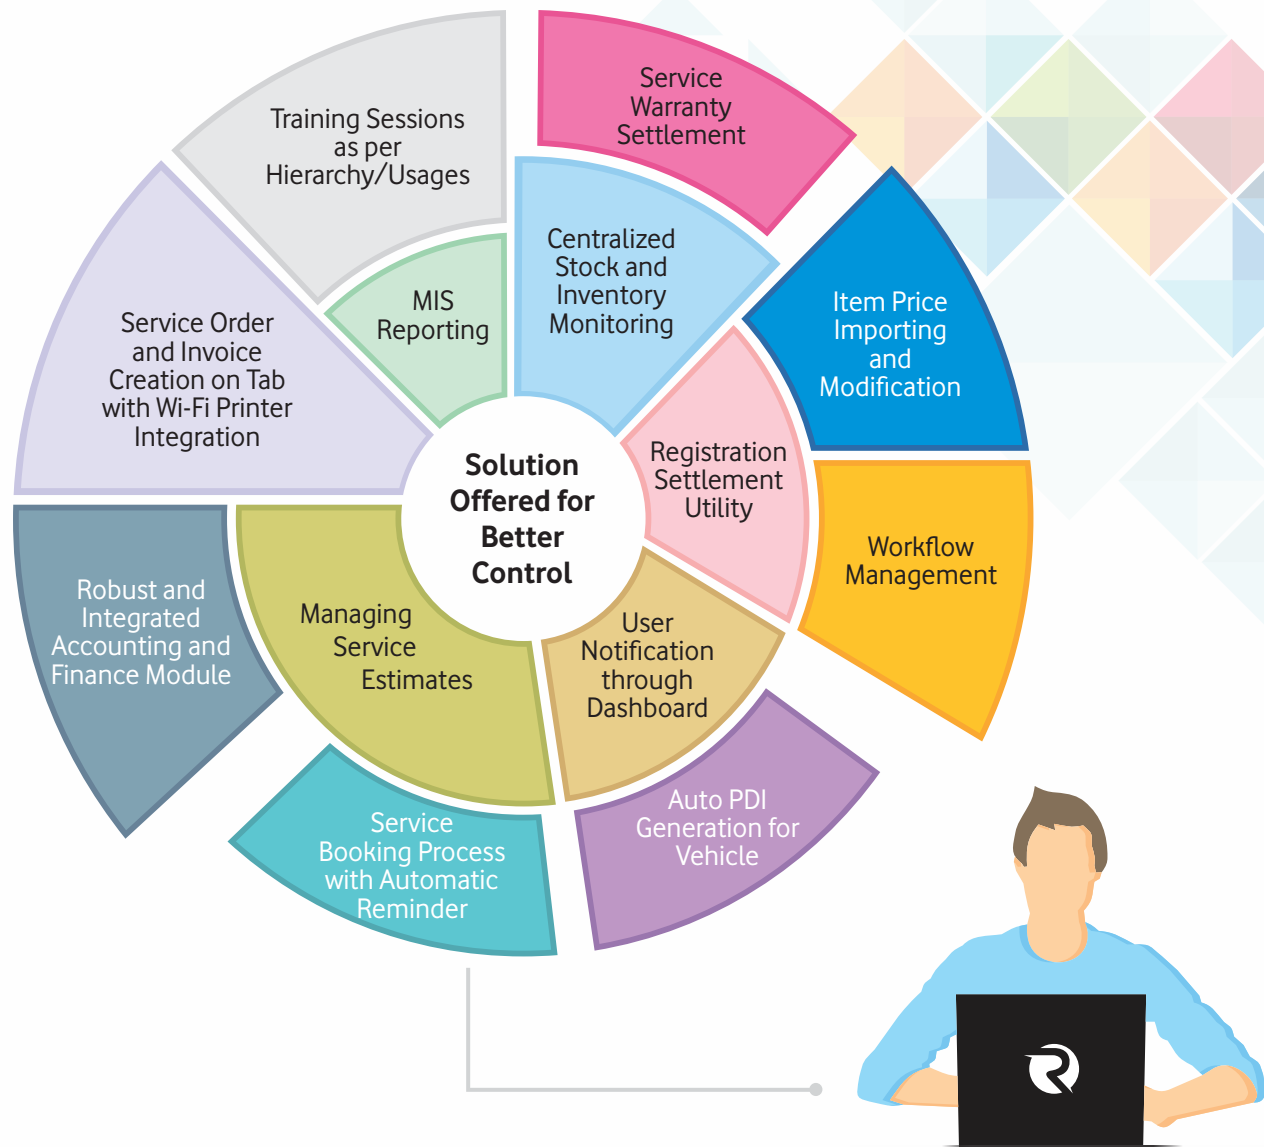 Service
Warranty
Settlement
Training Sessions
as per
Hierarchy/Usages
Centralized
Stock and
Inventory
Monitoring
MIS
Reporting
Item Price
Importing
and
Modification
Service Order
and Invoice
Creation on Tab
with Wi-Fi Printer
Integration
Solution
Offered for
Better
Control
Registration
Settlement
Utility
Workflow
Management
Robust and
Integrated
Accounting and
Finance Module
Managing
Service
Estimates
User
Notification
through
Dashboard
Auto PDI
Generation for
Vehicle
Service
Booking Process
with Automatic
Reminder